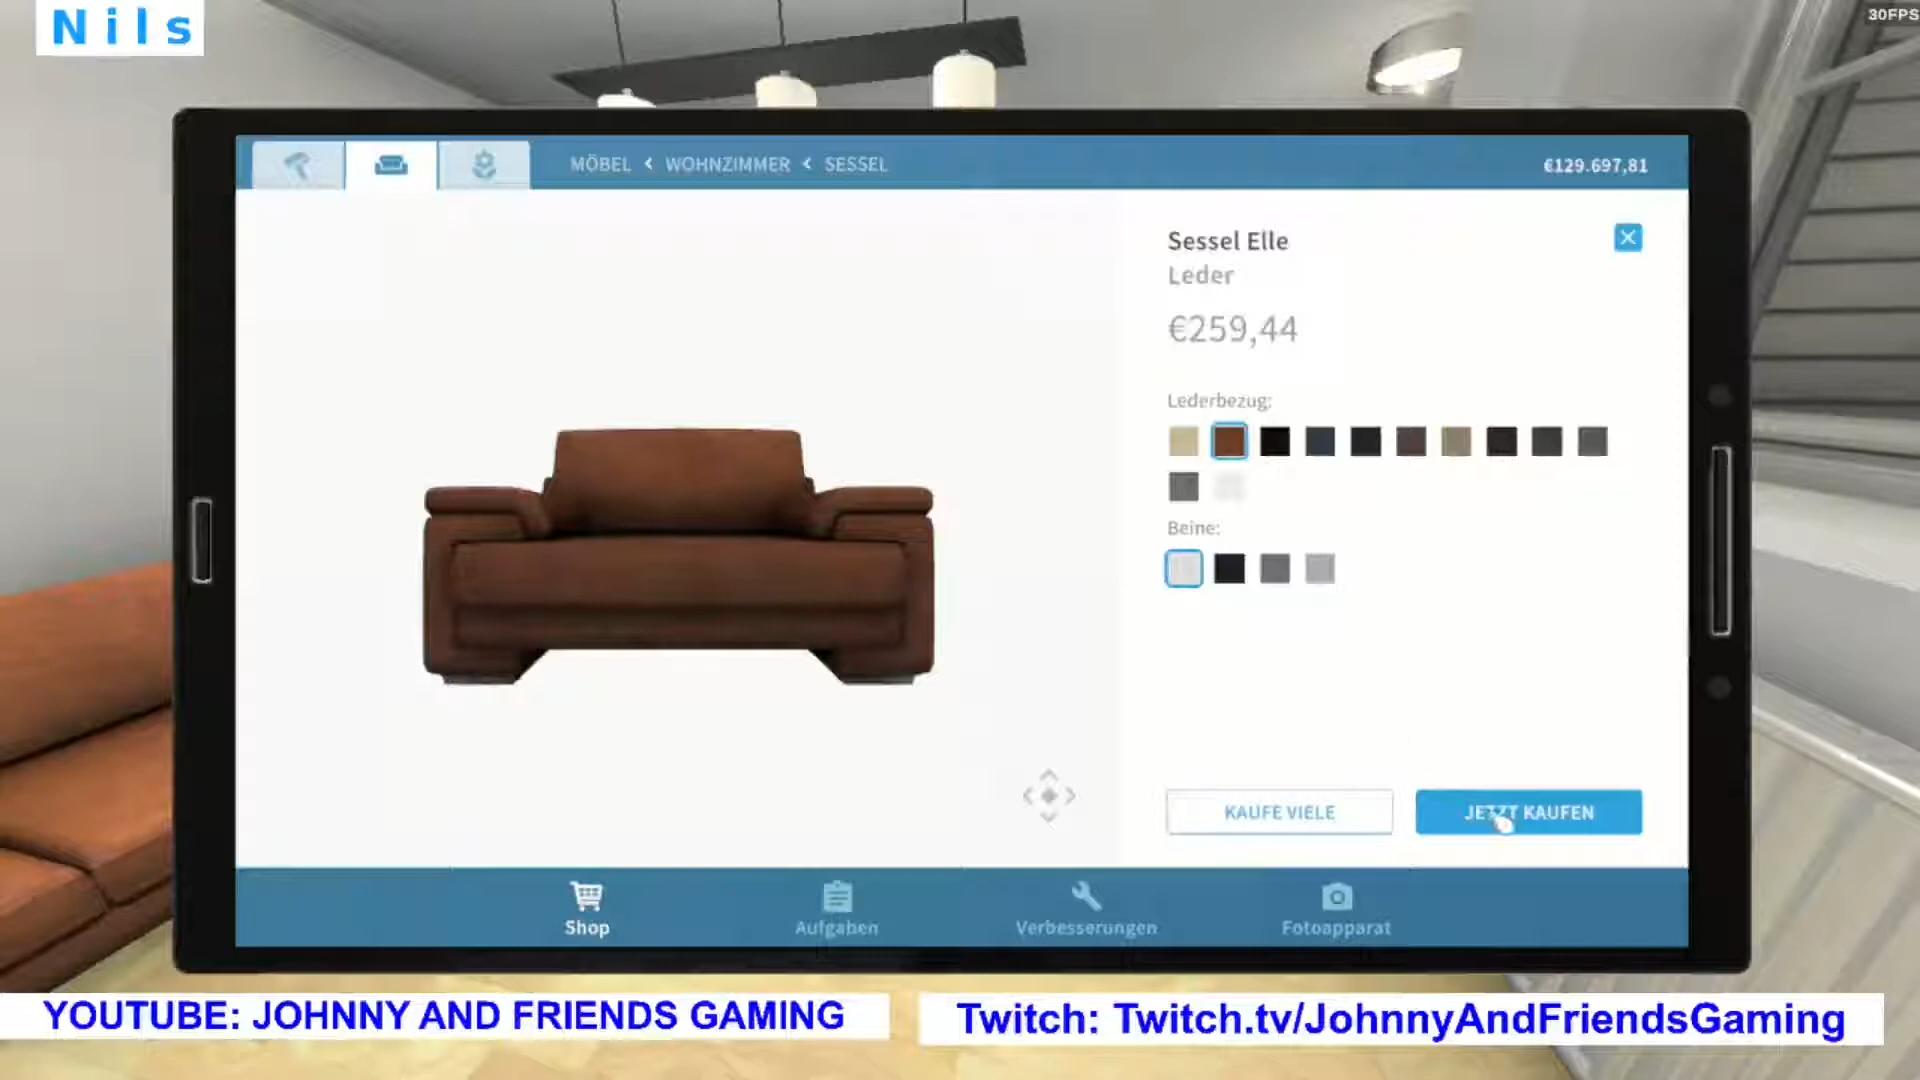 Nils
30FPS
MÖBEL < WOHNZIMMER < SESSEL
€129.697,81
Sessel Elle
Leder
€259,44
Lederbezug:
Beine:
KAUFE VIELE
JETZT KAUFEN
Shop
Aufgaben
Verbesserungen
Fotoapparat
YOUTUBE: JOHNNY AND FRIENDS GAMING
Twitch: Twitch.tv/JohnnyAndFriendsGaming